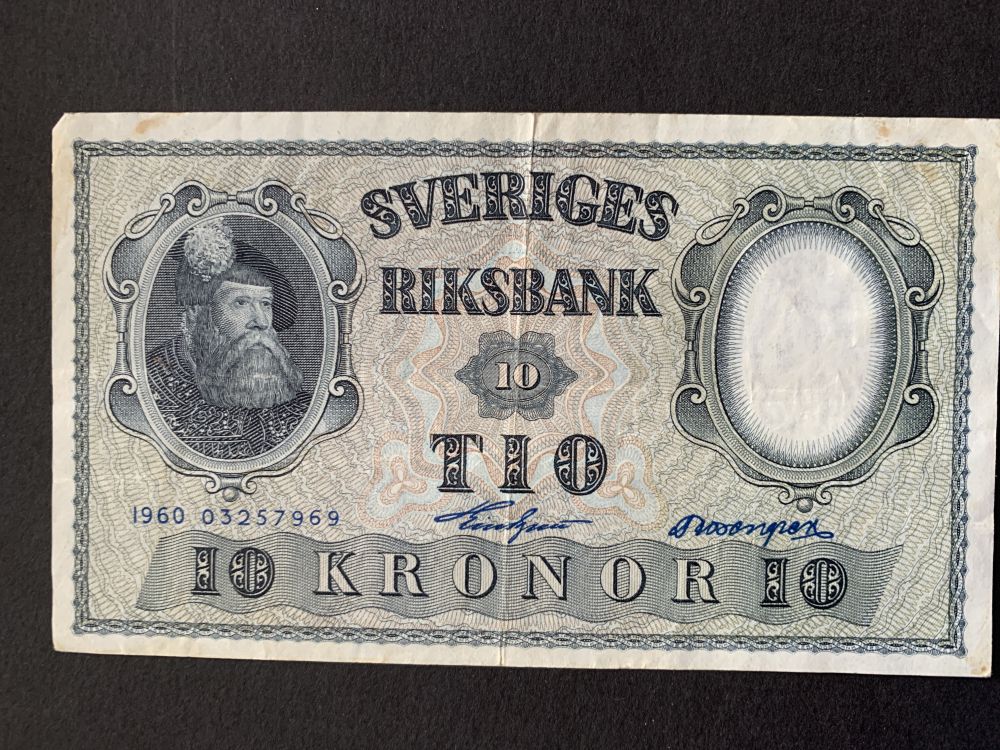 SVERIGES
RIKSBANK
10
TIO
1960 03257969
10 KRONOR 10